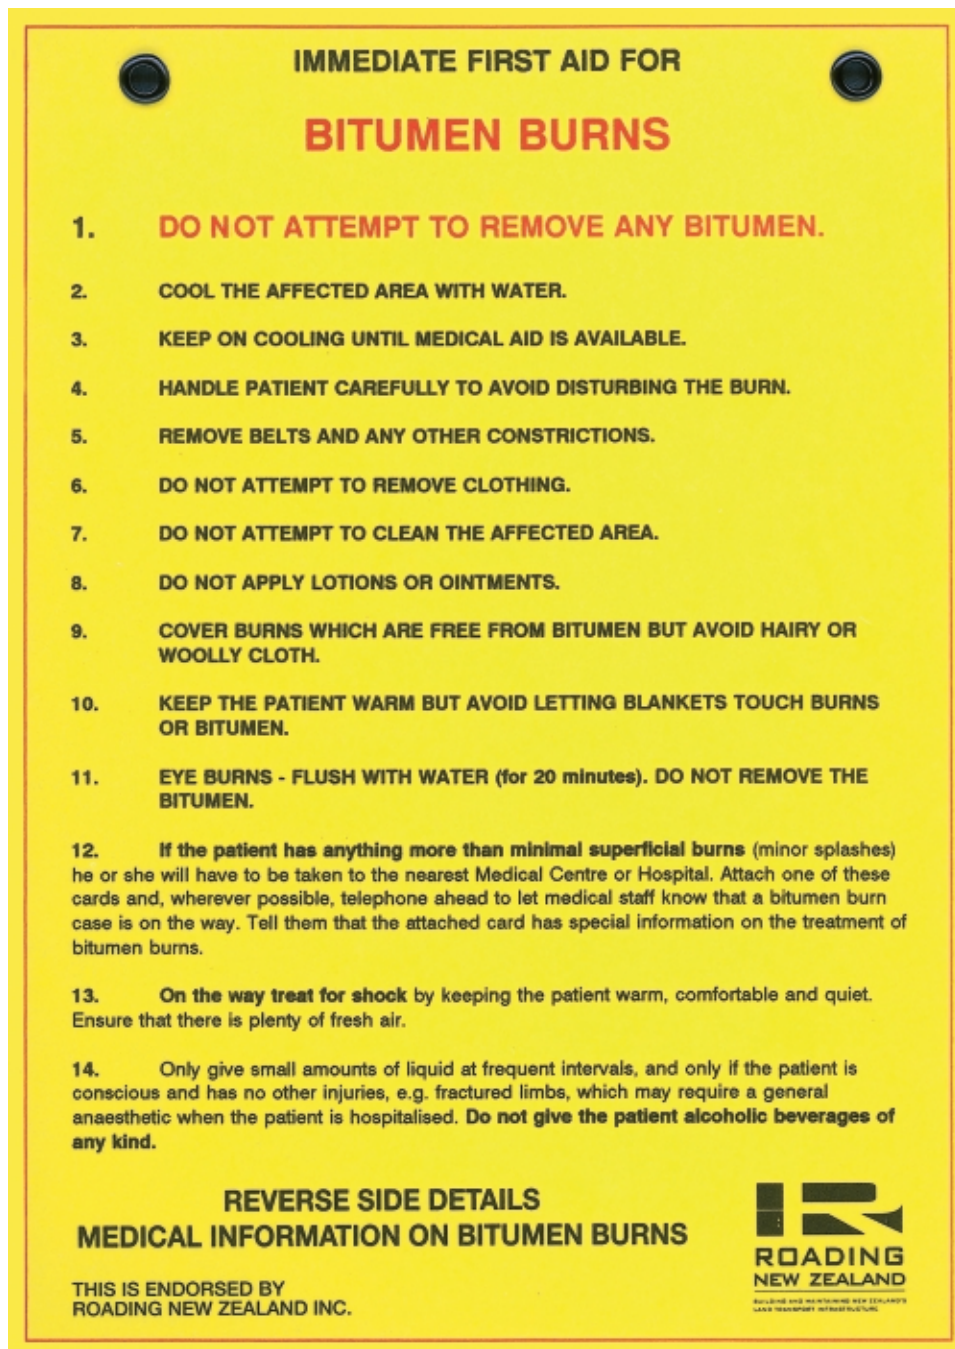 IMMEDIATE FIRST AID FOR
BITUMEN BURNS
1. DO NOT ATTEMPT TO REMOVE ANY BITUMEN.
2. COOL THE AFFECTED AREA WITH WATER.
3. KEEP ON COOLING UNTIL MEDICAL AID IS AVAILABLE.
4. HANDLE PATIENT CAREFULLY TO AVOID DISTURBING THE BURN.
5. REMOVE BELTS AND ANY OTHER CONSTRICTIONS.
6. DO NOT ATTEMPT TO REMOVE CLOTHING.
7. DO NOT ATTEMPT TO CLEAN THE AFFECTED AREA.
8. DO NOT APPLY LOTIONS OR OINTMENTS.
9. COVER BURNS WHICH ARE FREE FROM BITUMEN BUT AVOID HAIRY OR
WOOLLY CLOTH.
10. KEEP THE PATIENT WARM BUT AVOID LETTING BLANKETS TOUCH BURNS
OR BITUMEN.
11. EYE BURNS - FLUSH WITH WATER (for 20 minutes). DO NOT REMOVE THE
BITUMEN.
12. If the patient has anything more than minimal superficial burns (minor splashes)
he or she will have to be taken to the nearest Medical Centre or Hospital. Attach one of these
cards and, wherever possible, telephone ahead to let medical staff know that a bitumen burn
case is on the way. Tell them that the attached card has special information on the treatment of
bitumen burns.
13. On the way treat for shock by keeping the patient warm, comfortable and quiet.
Ensure that there is plenty of fresh air.
14. Only give small amounts of liquid at frequent intervals, and only if the patient is
conscious and has no other injuries, e.g. fractured limbs, which may require a general
anaesthetic when the patient is hospitalised. Do not give the patient alcoholic beverages of
any kind.
REVERSE SIDE DETAILS
MEDICAL INFORMATION ON BITUMEN BURNS
THIS IS ENDORSED BY
ROADING NEW ZEALAND INC.
ROADING
NEW ZEALAND
BUILDING AND MAINTAINING NEW ZEALAND'S
LAND TRANSPORT INFRASTRUCTURE